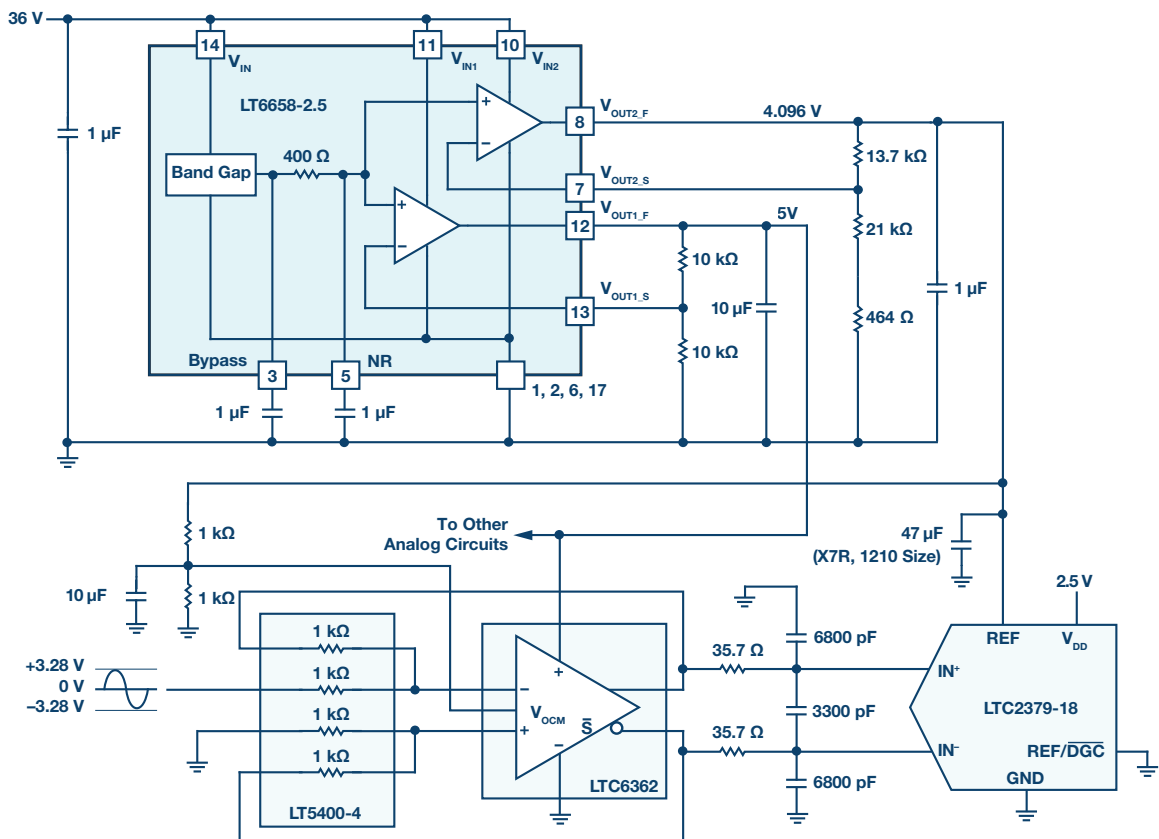 36 V
14
11
10
VIN
VIN1
VIN2
LT6658-2.5
1 µF
400 Ω
Band Gap
+
−
+
−
8
VOUT2_F
4.096 V
13.7 kΩ
7
VOUT2_S
12
VOUT1_F
5V
21 kΩ
10 kΩ
10 µF
1 µF
13
VOUT1_S
464 Ω
10 kΩ
Bypass
3
5
NR
1, 2, 6, 17
1 µF
1 µF
1 kΩ
To Other
Analog Circuits
47 µF
(X7R, 1210 Size)
10 µF
1 kΩ
2.5 V
1 kΩ
6800 pF
REF
VDD
+3.28 V
0 V
−3.28 V
1 kΩ
1 kΩ
1 kΩ
+
−
VOCM
+
−
S̅
35.7 Ω
IN+
3300 pF
LTC2379-18
35.7 Ω
IN−
REF/D̅G̅C̅
6800 pF
GND
LTC6362
LT5400-4